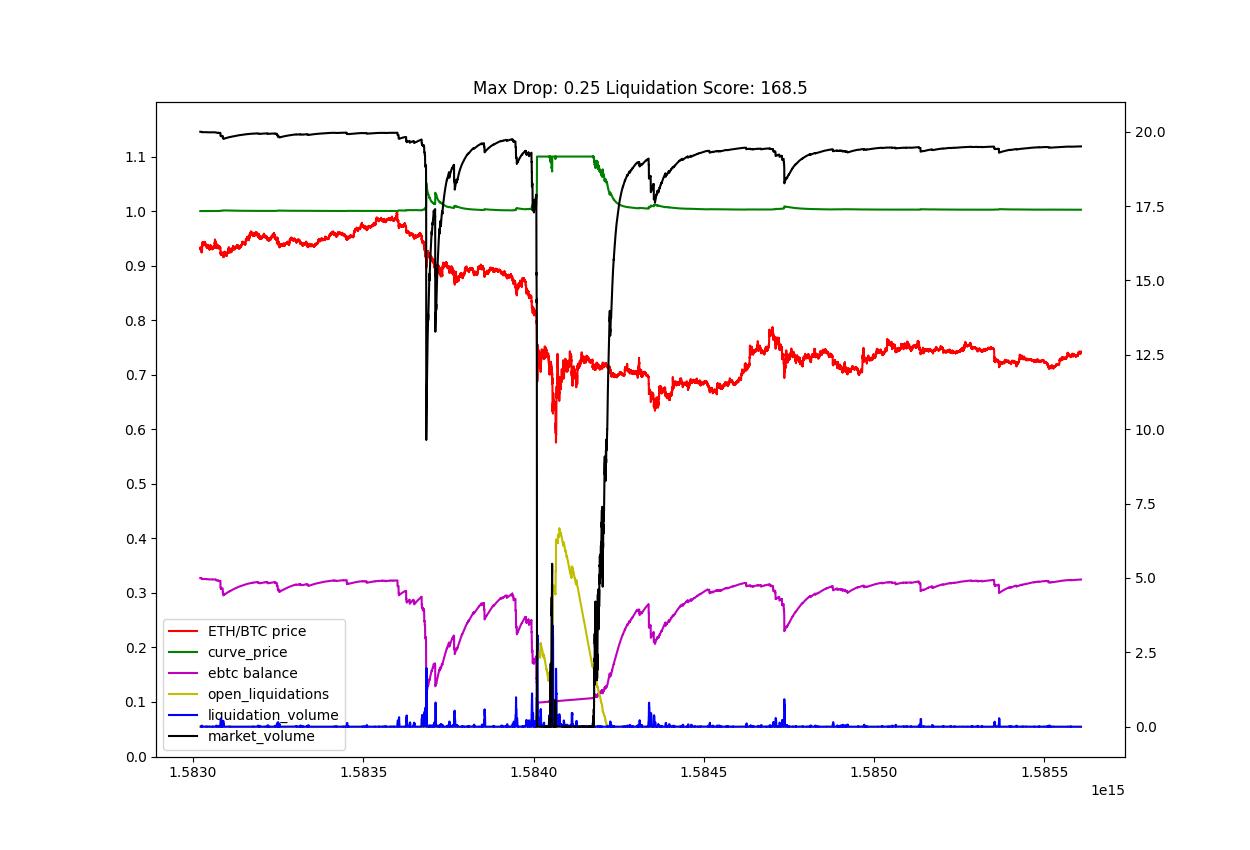 Max Drop: 0.25 Liquidation Score: 168.5
1.1
1.0
0.9
0.8
0.7
0.6
0.5
0.4
0.3
0.2
0.1
0.0
20.0
17.5
15.0
12.5
10.0
7.5
5.0
2.5
0.0
ETH/BTC price
curve_price
ebtc balance
open_liquidations
liquidation_volume
market_volume
1.5830 1.5835 1.5840 1.5845 1.5850 1.5855
1e15